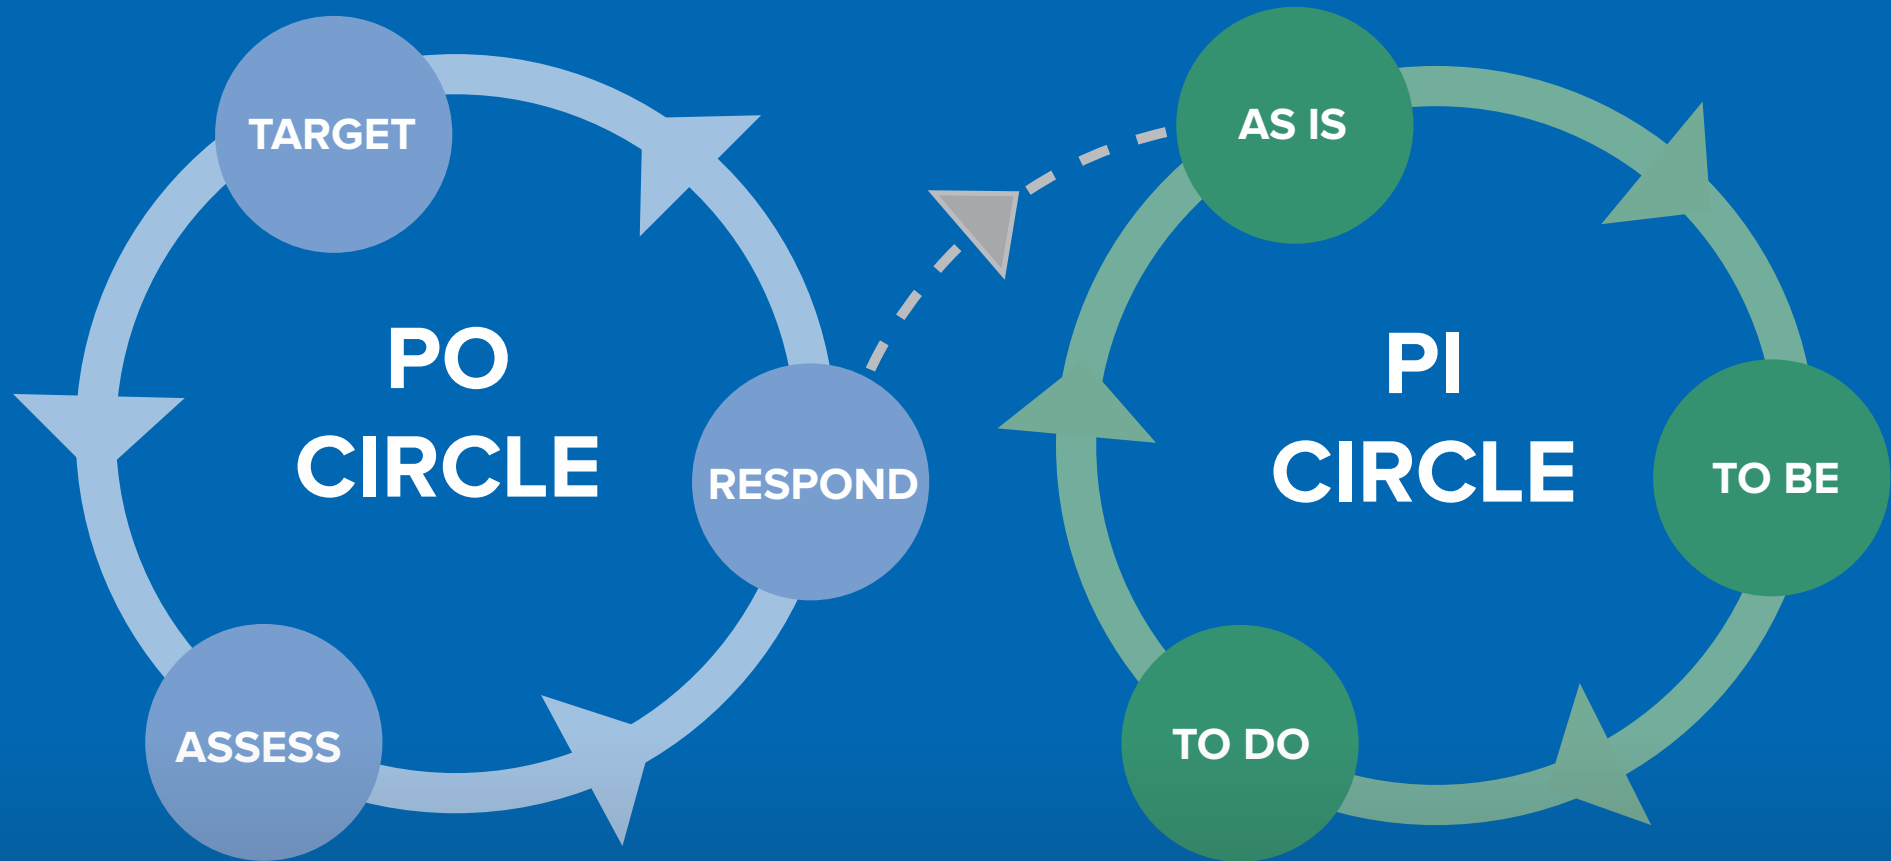 TARGET
PO
CIRCLE
RESPOND
ASSESS
AS IS
PI
CIRCLE
TO BE
TO DO